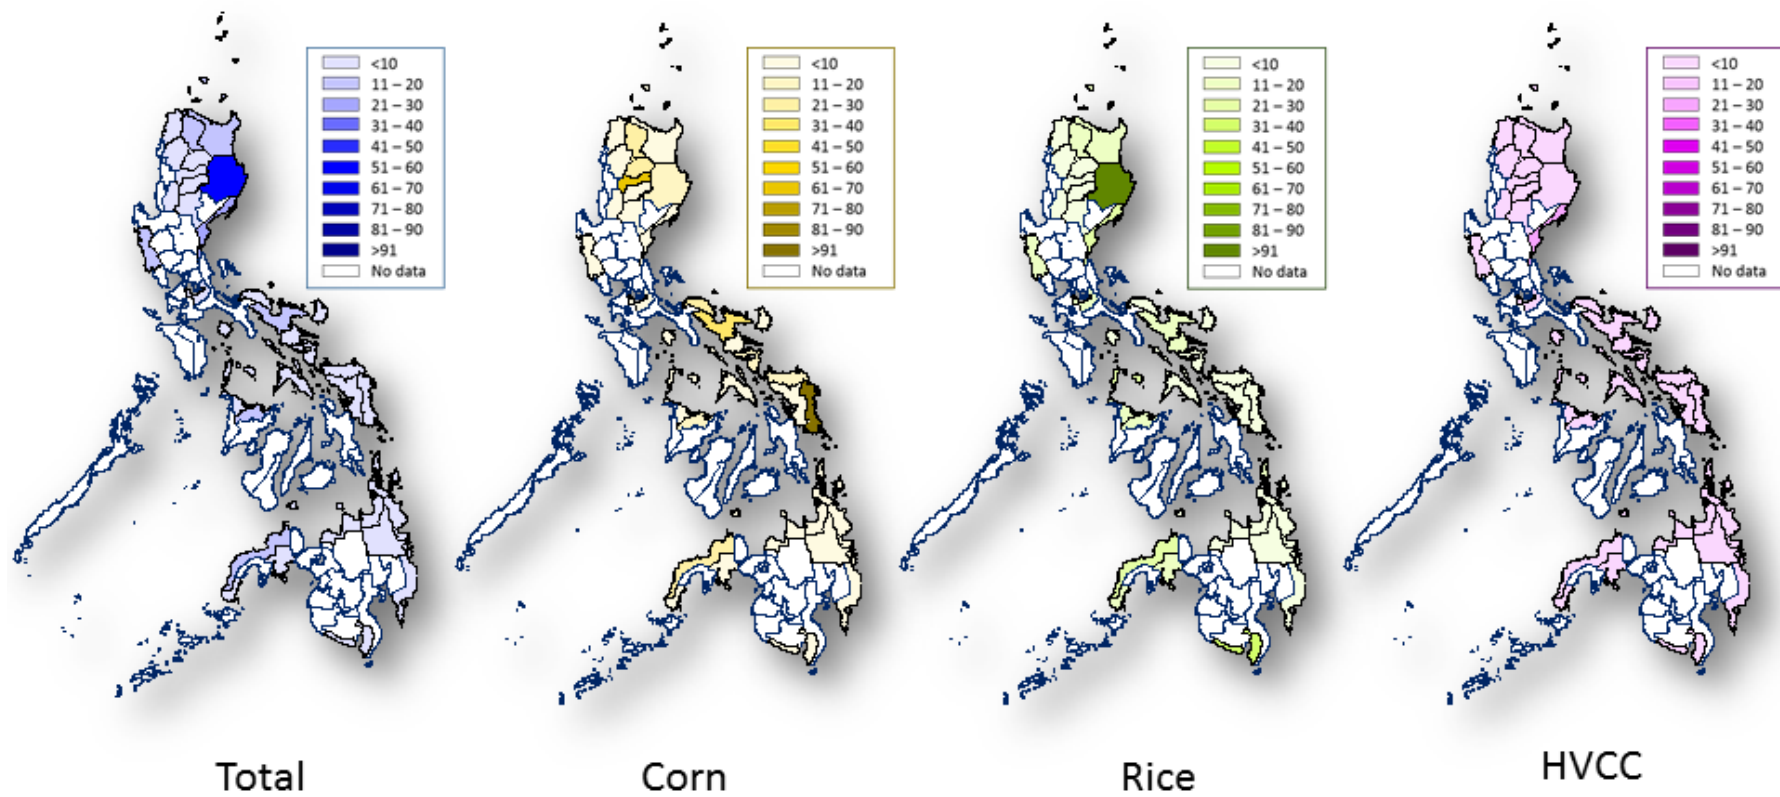 <10
11 – 20
21 – 30
31 – 40
41 – 50
51 – 60
61 – 70
71 – 80
81 – 90
>91
No data
<10
11 – 20
21 – 30
31 – 40
41 – 50
51 – 60
61 – 70
71 – 80
81 – 90
>91
No data
<10
11 – 20
21 – 30
31 – 40
41 – 50
51 – 60
61 – 70
71 – 80
81 – 90
>91
No data
<10
11 – 20
21 – 30
31 – 40
41 – 50
51 – 60
61 – 70
71 – 80
81 – 90
>91
No data
Total
Corn
Rice
HVCC